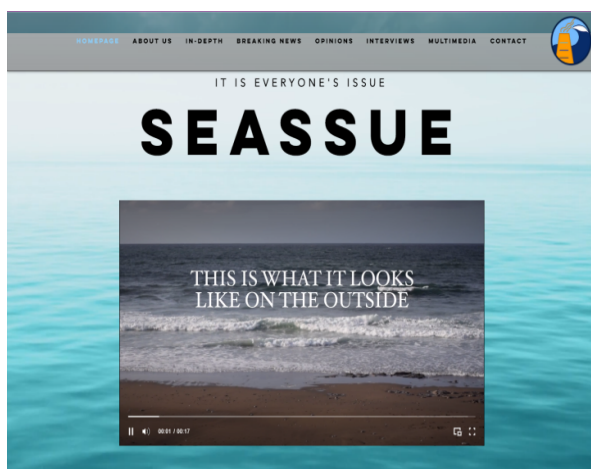 HOMEPAGE ABOUT US IN-DEPTH BREAKING NEWS OPINIONS INTERVIEWS MULTIMEDIA CONTACT
IT IS EVERYONE'S ISSUE
SEASSUE
THIS IS WHAT IT LOOKS
LIKE ON THE OUTSIDE
00:01 / 00:17